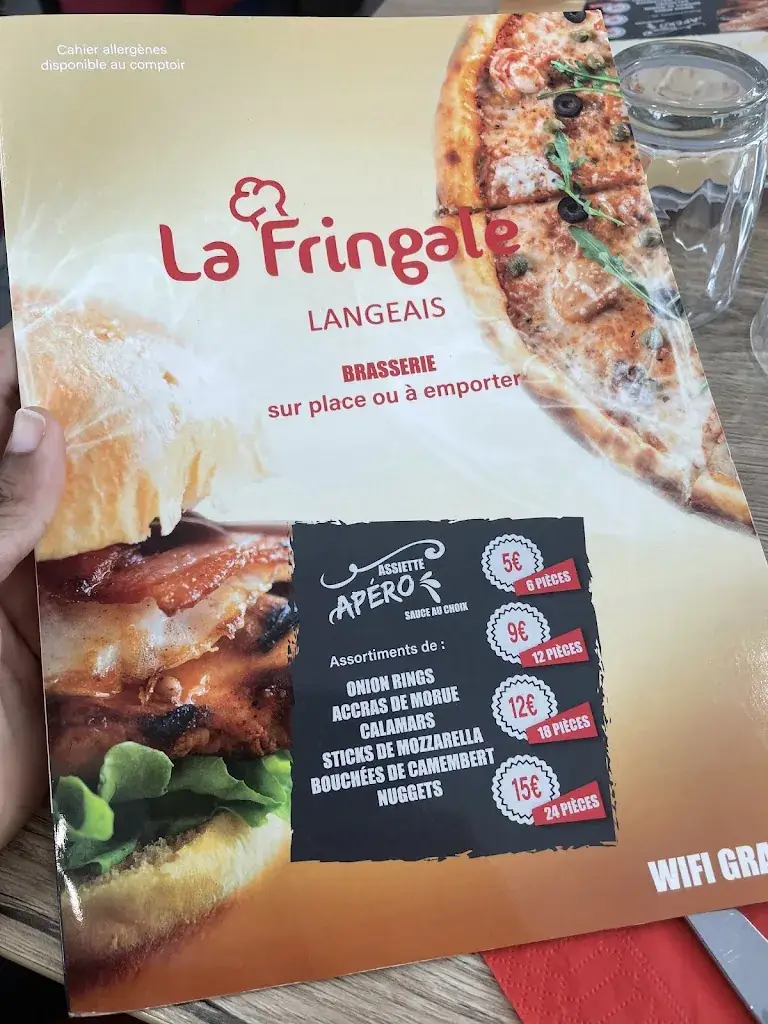 Cahier allergènes
disponible au comptoir
La Fringale
LANGEAIS
BRASSERIE
sur place ou à emporter
ASSIETTE
APÉRO
SAUCE AU CHOIX
Assortiments de :
ONION RINGS
ACCRAS DE MORUE
CALAMARS
STICKS DE MOZZARELLA
BOUCHÉES DE CAMEMBERT
NUGGETS
5€
6 PIÈCES
9€
12 PIÈCES
12€
18 PIÈCES
15€
24 PIÈCES
WIFI GRA
APÉRO